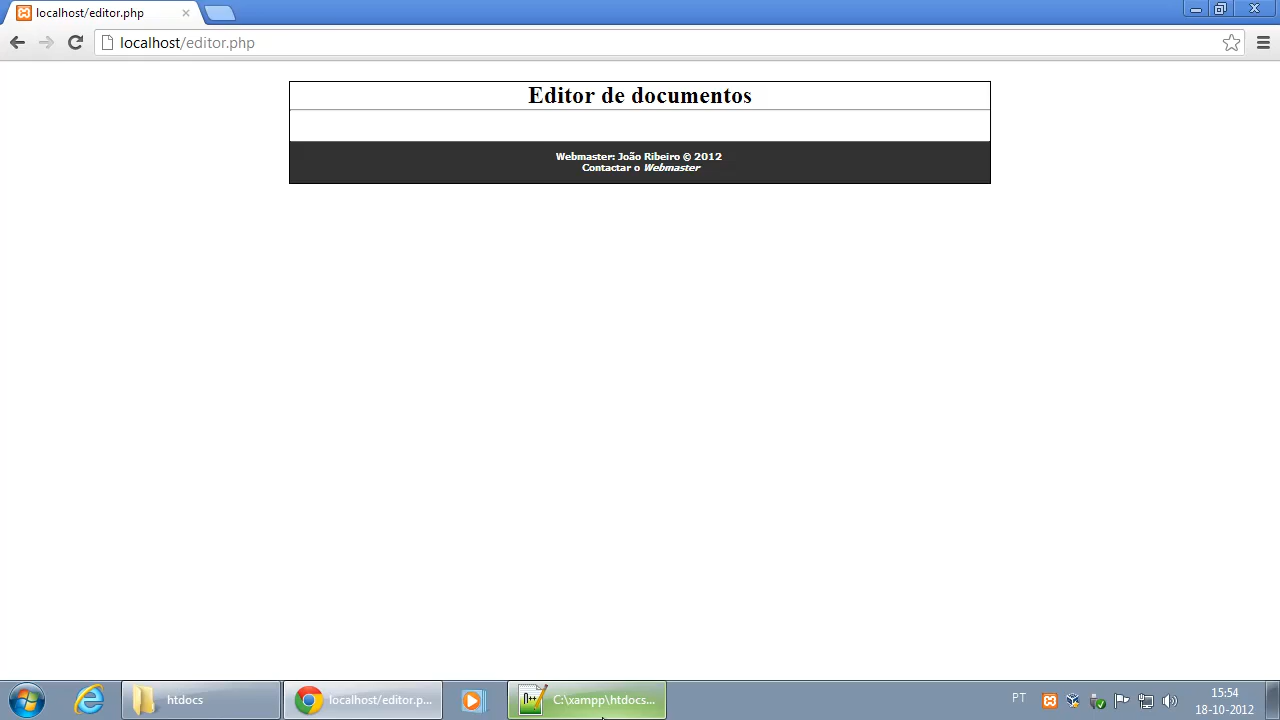 localhost/editor.php
localhost/editor.php
Editor de documentos
Webmaster: João Ribeiro © 2012
Contactar o Webmaster
htdocs
localhost/editor.p...
C:\xampp\htdocs...
PT
15:54
18-10-2012